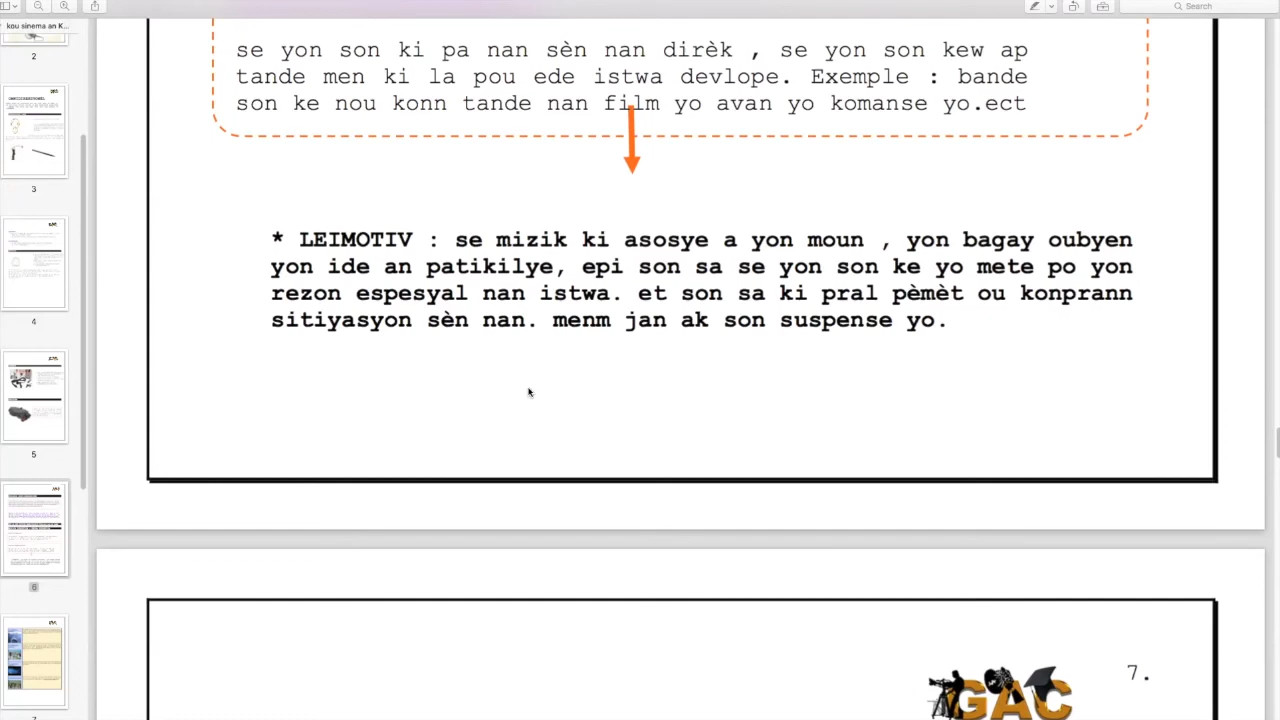 kou sinema an K...
Search
2
3
4
5
6
7
se yon son ki pa nan sèn nan dirèk , se yon son kew ap
tande men ki la pou ede istwa devlope. Exemple : bande
son ke nou konn tande nan film yo avan yo komanse yo.ect
* LEIMOTIV : se mizik ki asosye a yon moun , yon bagay oubyen
yon ide an patikilye, epi son sa se yon son ke yo mete po yon
rezon espesyal nan istwa. et son sa ki pral pèmèt ou konprann
sitiyasyon sèn nan. menm jan ak son suspense yo.
7.
GAC